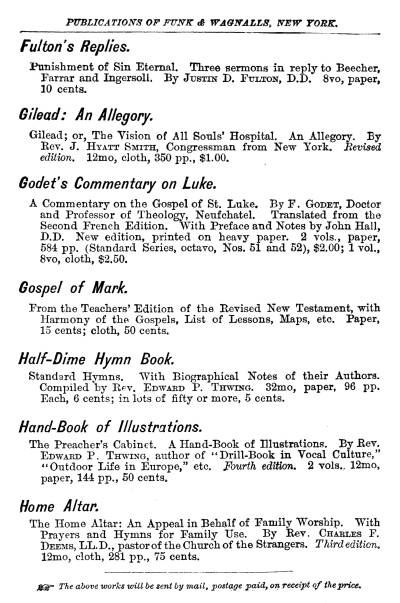 PUBLICATIONS OF FUNK & WAGNALLS, NEW YORK.
Fulton's Replies.
Punishment of Sin Eternal. Three sermons in reply to Beecher,
Farrar and Ingersoll. By JUSTIN D. FULTON, D.D. 8vo, paper,
10 cents.
Gilead: An Allegory.
Gilead; or, The Vision of All Souls' Hospital. An Allegory. By
Rev. J. HYATT SMITH, Congressman from New York. Revised
edition. 12mo, cloth, 350 pp., $1.00.
Godet's Commentary on Luke.
A Commentary on the Gospel of St. Luke. By F. GODET, Doctor
and Professor of Theology, Neufchatel. Translated from the
Second French Edition. With Preface and Notes by John Hall,
D.D. New edition, printed on heavy paper. 2 vols., paper,
584 pp. (Standard Series, octavo, Nos. 51 and 52), $2.00; 1 vol.,
8vo, cloth, $2.50.
Gospel of Mark.
From the Teachers' Edition of the Revised New Testament, with
Harmony of the Gospels, List of Lessons, Maps, etc. Paper,
15 cents; cloth, 50 cents.
Half-Dime Hymn Book.
Standard Hymns. With Biographical Notes of their Authors.
Compiled by Rev. EDWARD P. THWING. 32mo, paper, 96 pp.
Each, 6 cents; in lots of fifty or more, 5 cents.
Hand-Book of Illustrations.
The Preacher's Cabinet. A Hand-Book of Illustrations. By Rev.
EDWARD P. THWING, author of "Drill-Book in Vocal Culture,"
"Outdoor Life in Europe," etc. Fourth edition. 2 vols., 12mo,
paper, 144 pp., 50 cents.
Home Altar.
The Home Altar: An Appeal in Behalf of Family Worship. With
Prayers and Hymns for Family Use. By Rev. CHARLES F.
DEEMS, LL.D., pastor of the Church of the Strangers. Third edition.
12mo, cloth, 281 pp., 75 cents.
☞ The above works will be sent by mail, postage paid, on receipt of the price.